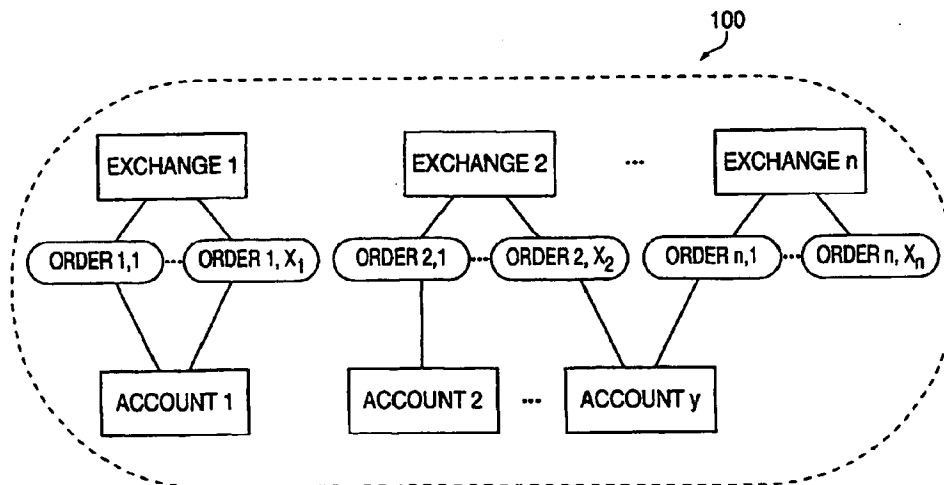 100
EXCHANGE 1
EXCHANGE 2
...
EXCHANGE n
ORDER 1,1
...
ORDER 1, X1
ORDER 2,1
...
ORDER 2, X2
ORDER n,1
...
ORDER n, Xn
ACCOUNT 1
ACCOUNT 2
...
ACCOUNT y